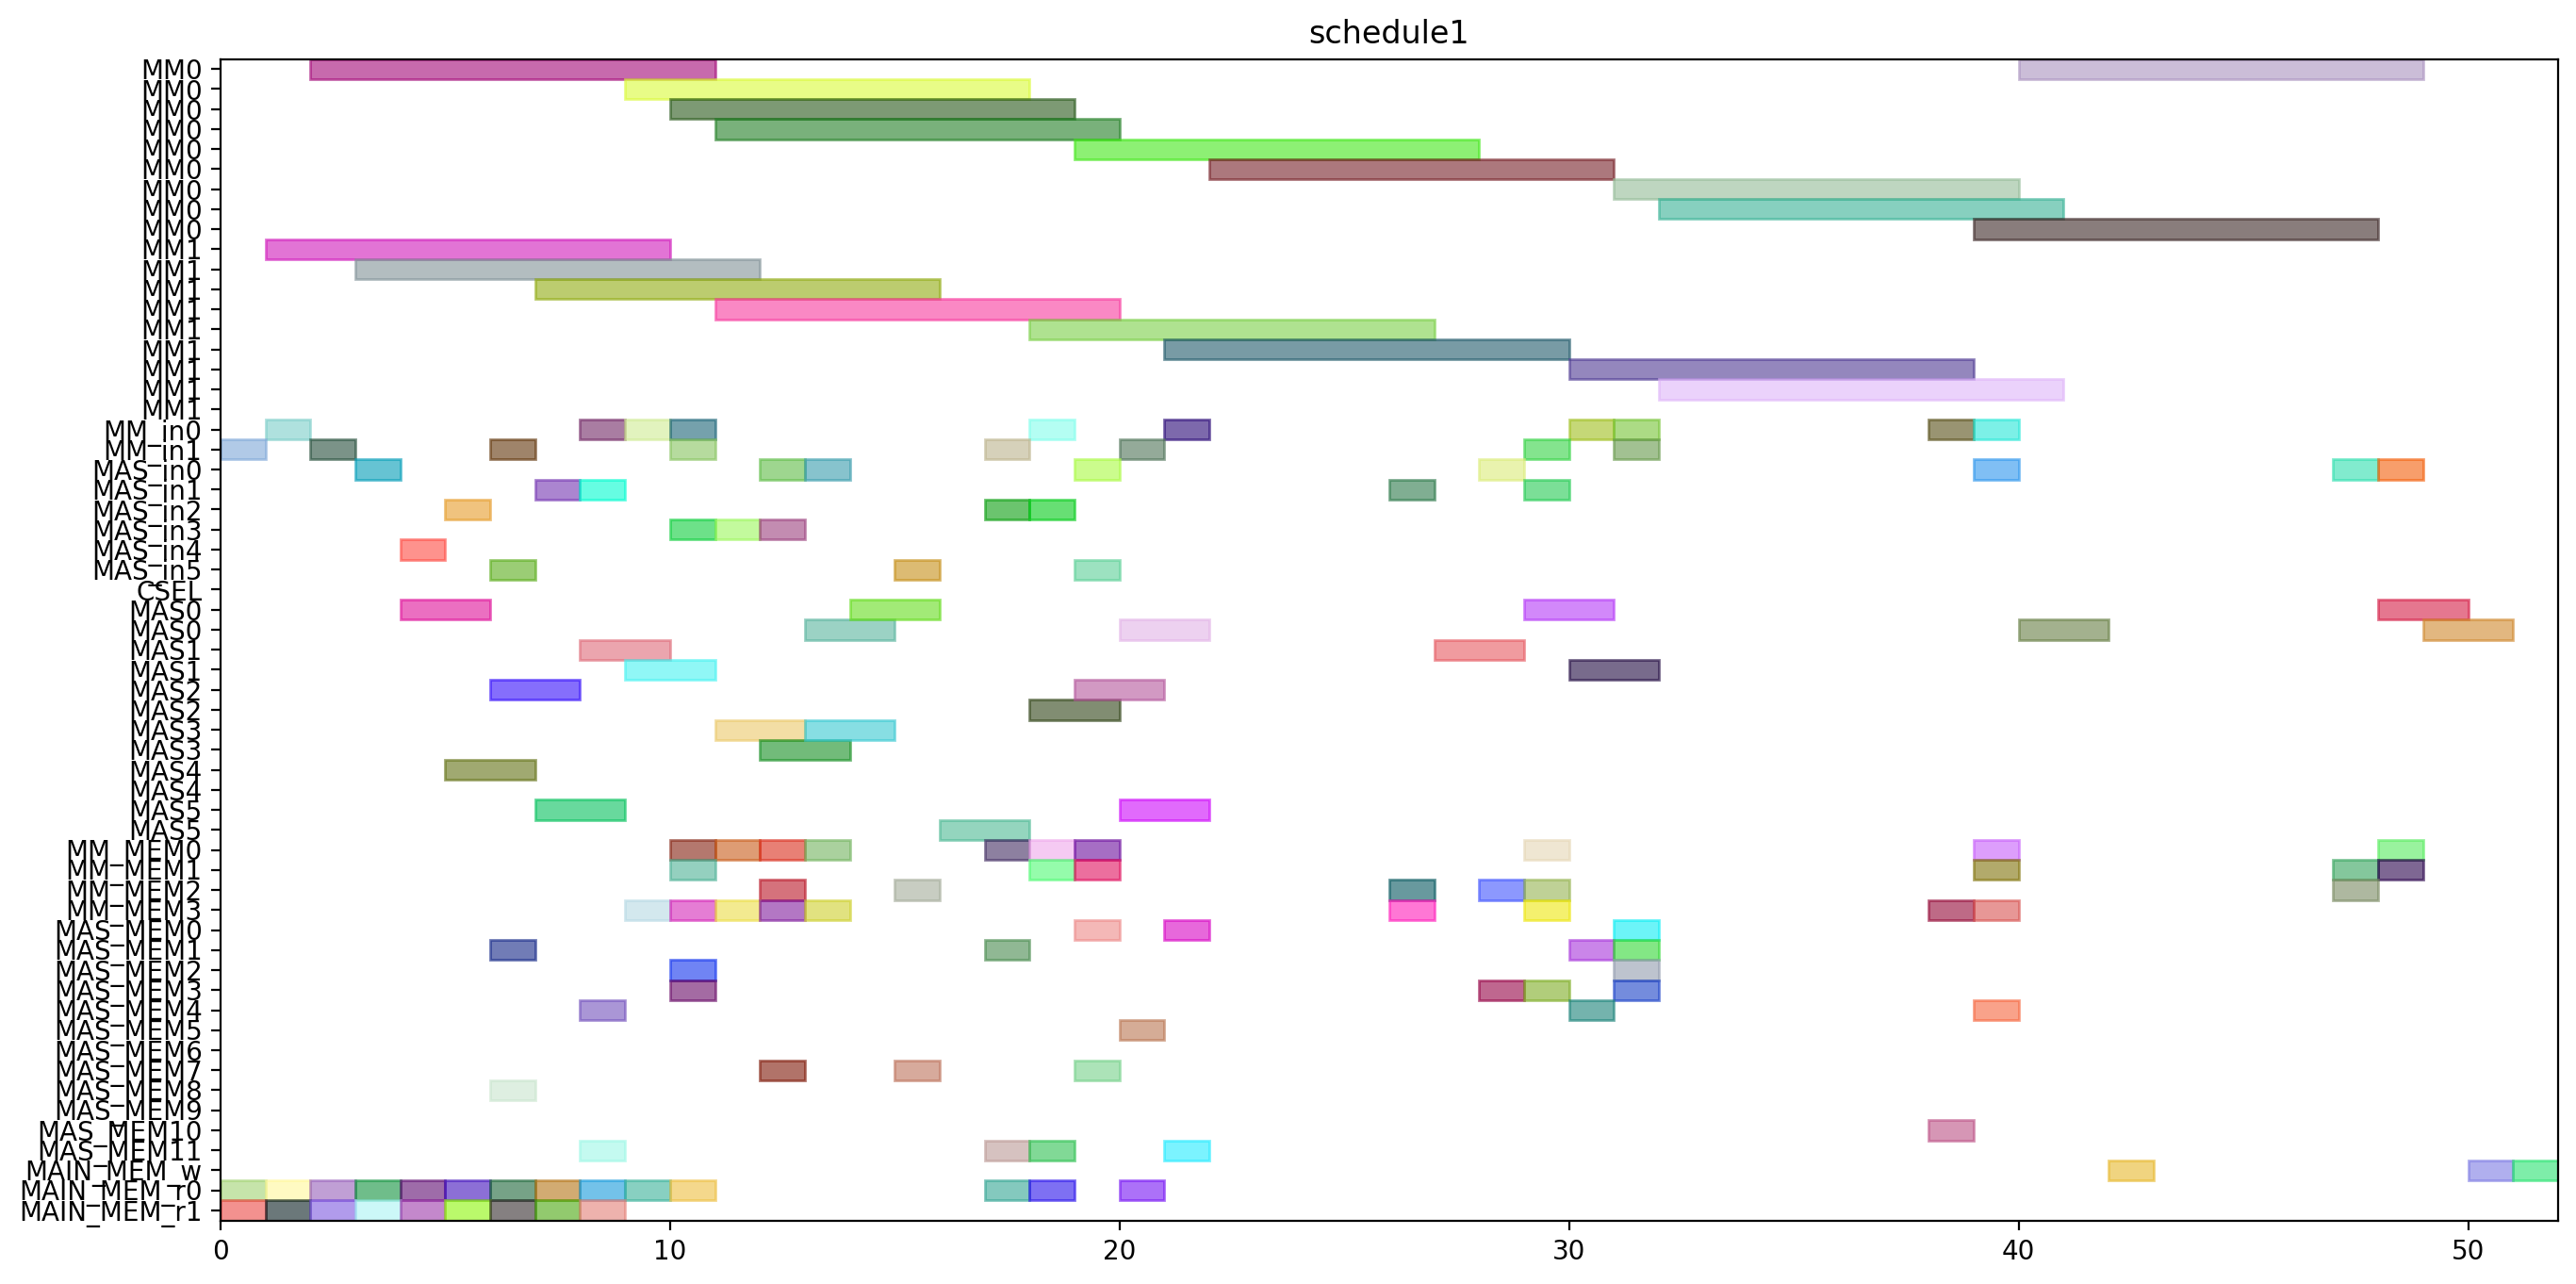 schedule1
MM0
MM0
MM0
MM0
MM0
MM0
MM0
MM0
MM0
MM1
MM1
MM1
MM1
MM1
MM1
MM1
MM1
MM1
MM_in0
MM_in1
MAS_in0
MAS_in1
MAS_in2
MAS_in3
MAS_in4
MAS_in5
CSEL
MAS0
MAS0
MAS1
MAS1
MAS2
MAS2
MAS3
MAS3
MAS4
MAS4
MAS5
MAS5
MM_MEM0
MM_MEM1
MM_MEM2
MM_MEM3
MAS_MEM0
MAS_MEM1
MAS_MEM2
MAS_MEM3
MAS_MEM4
MAS_MEM5
MAS_MEM6
MAS_MEM7
MAS_MEM8
MAS_MEM9
MAS_MEM10
MAS_MEM11
MAIN_MEM_w
MAIN_MEM_r0
MAIN_MEM_r1
0 10 20 30 40 50